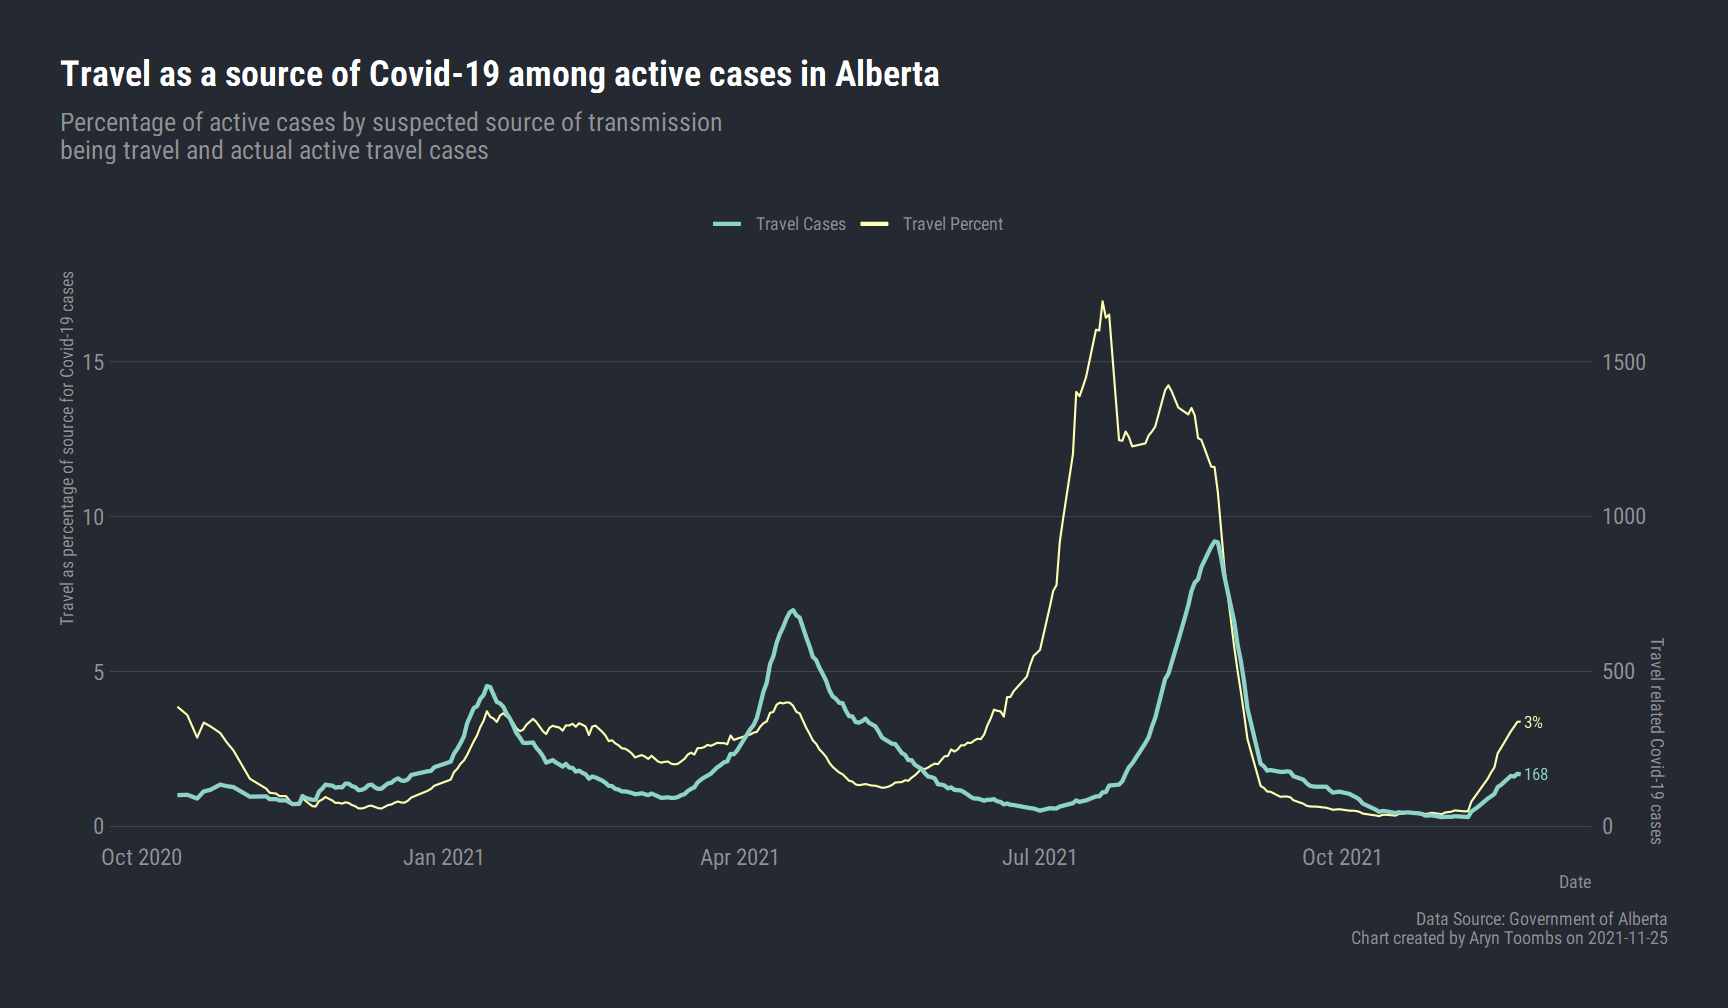 Travel as a source of Covid-19 among active cases in Alberta
Percentage of active cases by suspected source of transmission
being travel and actual active travel cases
Travel Cases
Travel Percent
Travel as percentage of source for Covid-19 cases
15
10
5
0
1500
1000
500
0
Travel related Covid-19 cases
3%
168
Oct 2020
Jan 2021
Apr 2021
Jul 2021
Oct 2021
Date
Data Source: Government of Alberta
Chart created by Aryn Toombs on 2021-11-25